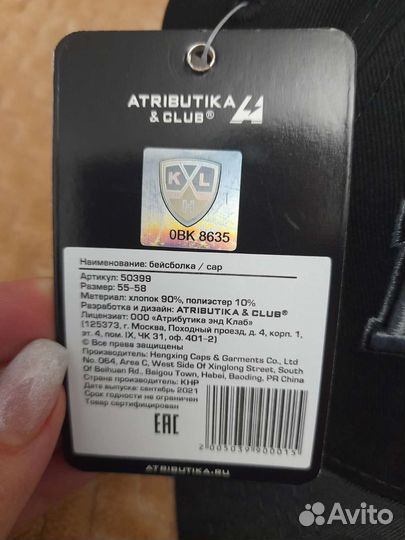 ATRIBUTIKA
& CLUB®
KHL
0BK 8635
Наименование: бейсболка / cap
Артикул: 50399
Размер: 55-58
Материал: хлопок 90%, полиэстер 10%
Разработка и дизайн: ATRIBUTIKA & CLUB®
Лицензиат: ООО «Атрибутика энд Клаб»
[125373, г. Москва, Походный проезд, д. 4, корп. 1,
эт. 4, пом. IX, ЧК 31, оф. 401-2)
© Все права защищены
Производитель: Hengxing Caps & Garments Co., Ltd
No. 064, Area C, West Side Of Xinglong Street, South
Of Beihuan Rd., Beigou Town, Hebei, Baoding, PR China
Страна производитель: КНР
Дата выпуска: сентябрь 2021
Срок годности не ограничен
Товар сертифицирован
EAC
2 005039 900015
ATRIBUTIKA.RU
Avito